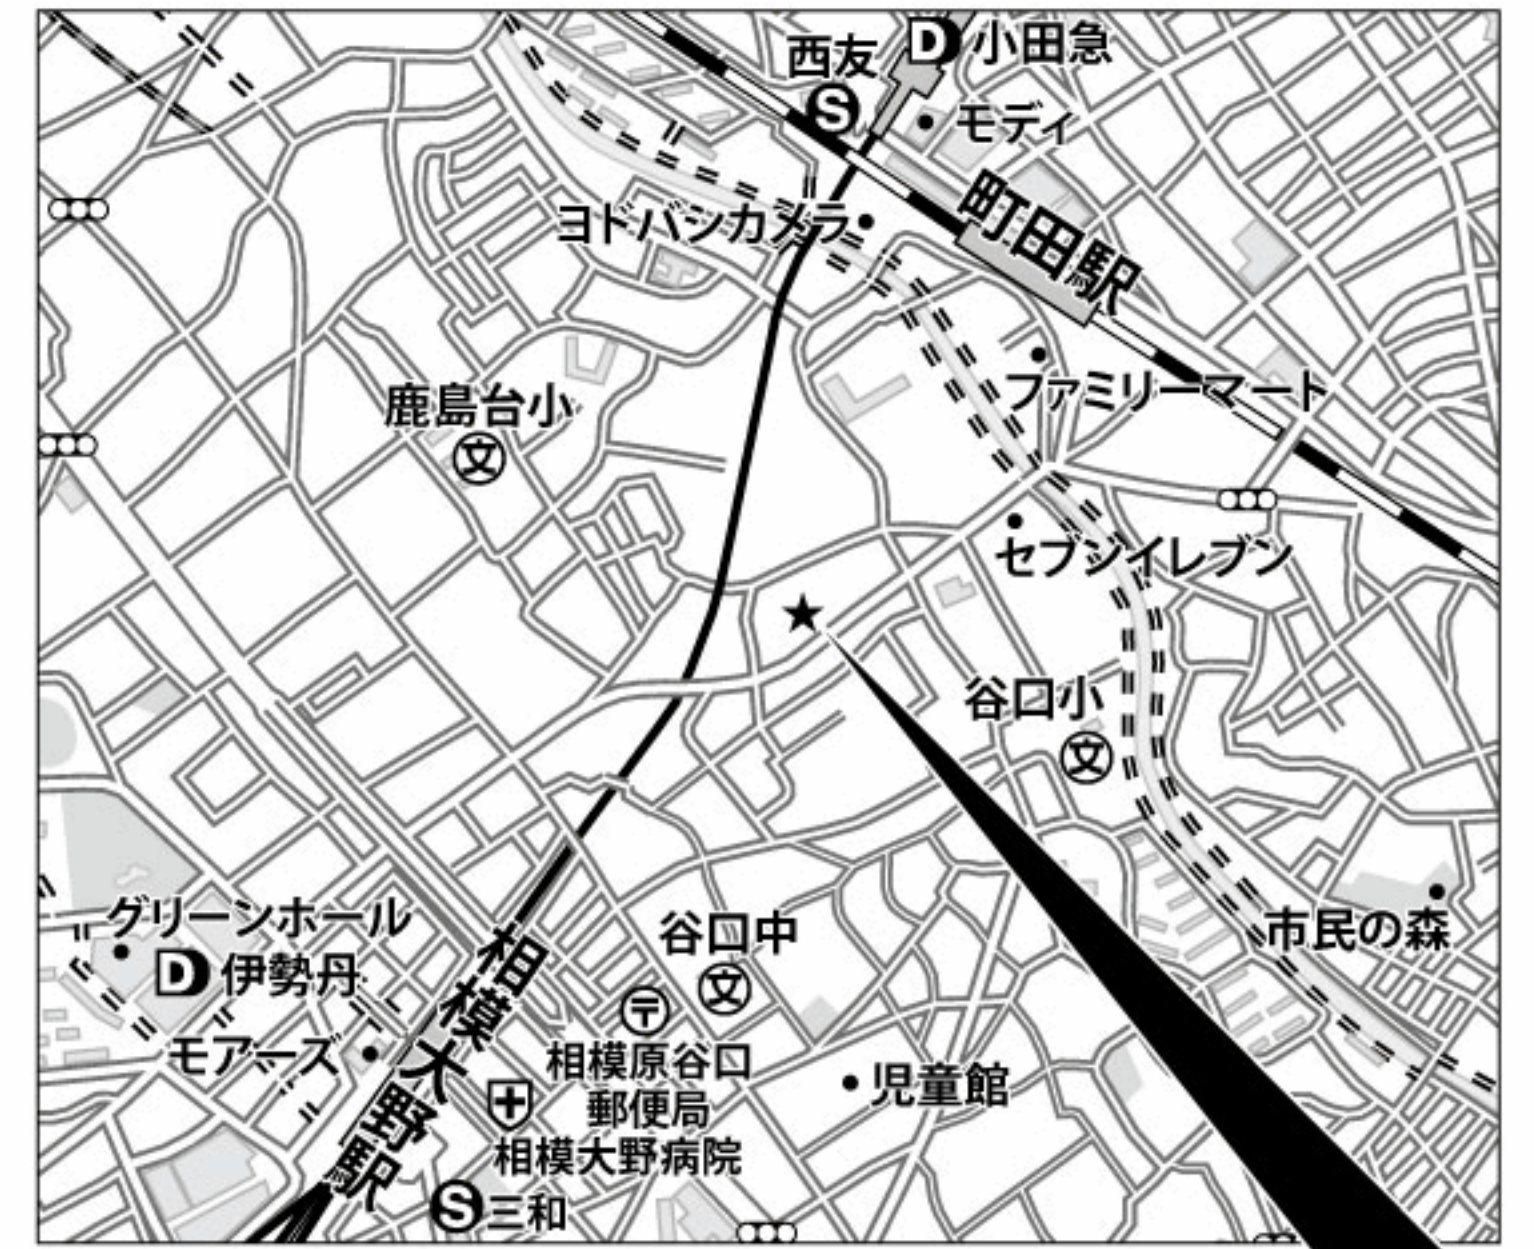 西友
S
D
小田急
モディ
ヨドバシカメラ
町田駅
ファミリーマート
鹿島台小
文
セブンイレブン
★
谷口小
文
市民の森
グリーンホール
D
伊勢丹
モアーズ
相模大野駅
谷口中
文
〒
相模原谷口
郵便局
相模大野病院
児童館
S
三和